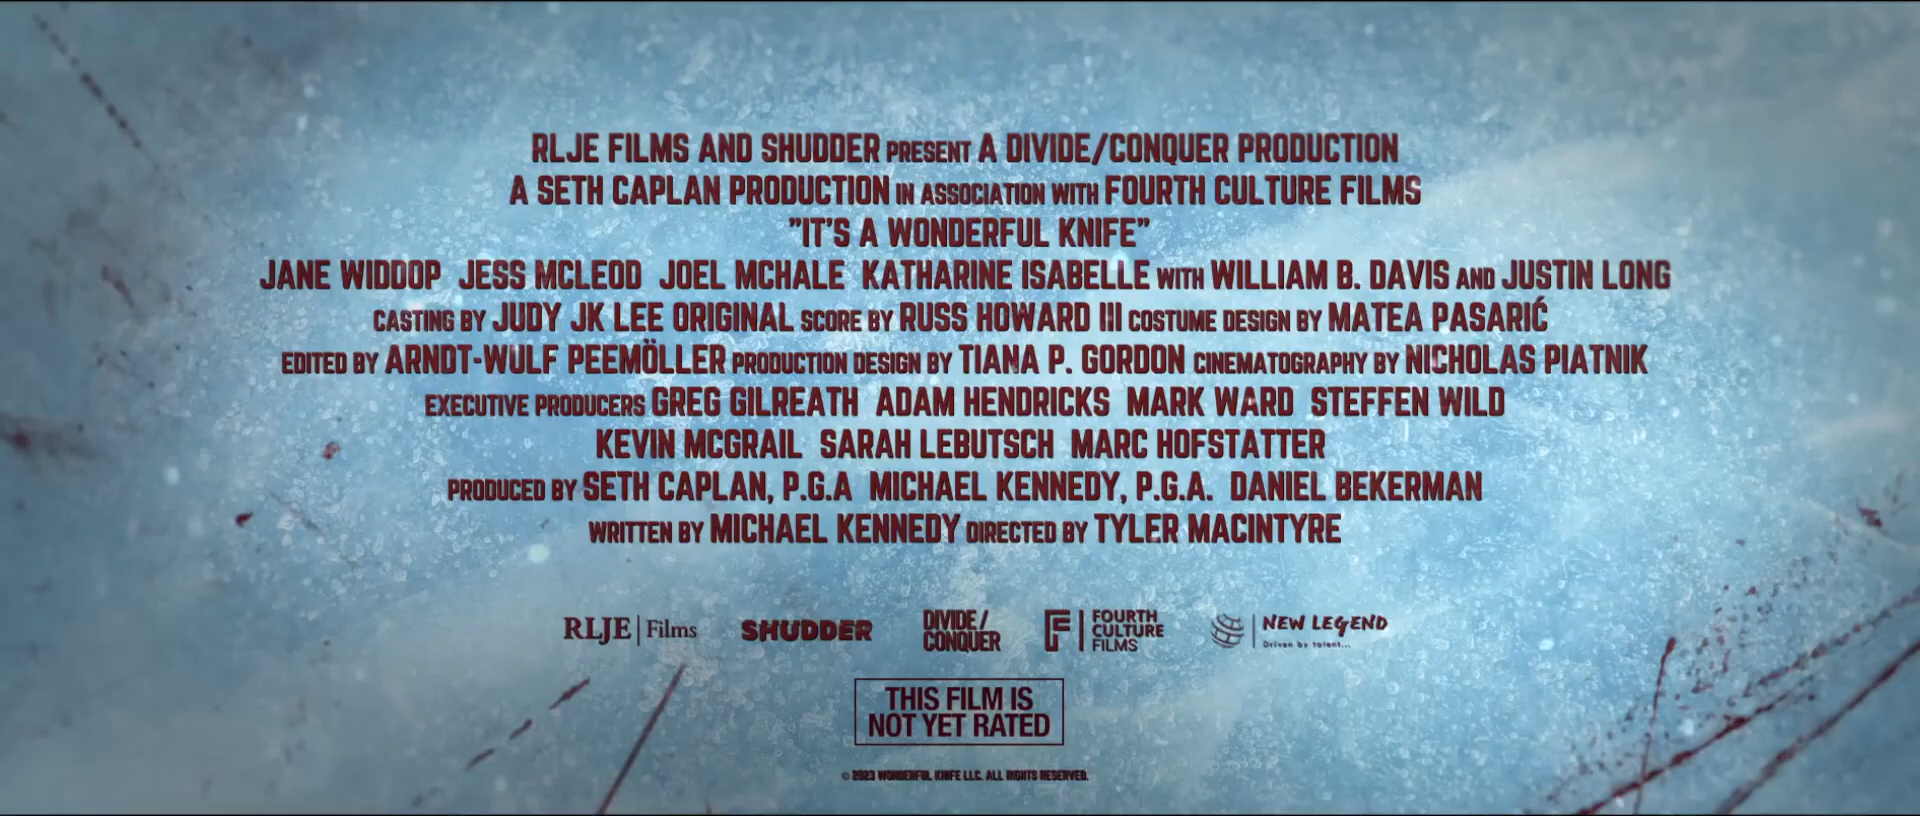 RLJE FILMS AND SHUDDER PRESENT A DIVIDE/CONQUER PRODUCTION
A SETH CAPLAN PRODUCTION IN ASSOCIATION WITH FOURTH CULTURE FILMS
"IT'S A WONDERFUL KNIFE"
JANE WIDDOP JESS MCLEOD JOEL MCHALE KATHARINE ISABELLE WITH WILLIAM B. DAVIS AND JUSTIN LONG
CASTING BY JUDY JK LEE ORIGINAL SCORE BY RUSS HOWARD III COSTUME DESIGN BY MATEA PASARIĆ
EDITED BY ARNDT-WULF PEEMÖLLER PRODUCTION DESIGN BY TIANA P. GORDON CINEMATOGRAPHY BY NICHOLAS PIATNIK
EXECUTIVE PRODUCERS GREG GILREATH ADAM HENDRICKS MARK WARD STEFFEN WILD
KEVIN MCGRAIL SARAH LEBUTSCH MARC HOFSTATTER
PRODUCED BY SETH CAPLAN, P.G.A MICHAEL KENNEDY, P.G.A. DANIEL BEKERMAN
WRITTEN BY MICHAEL KENNEDY DIRECTED BY TYLER MACINTYRE
RLJE Films
SHUDDER
DIVIDE/
CONQUER
FOURTH
CULTURE
FILMS
NEW LEGEND
Driven by talent...
THIS FILM IS
NOT YET RATED
© 2023 WONDERFUL KNIFE LLC. ALL RIGHTS RESERVED.